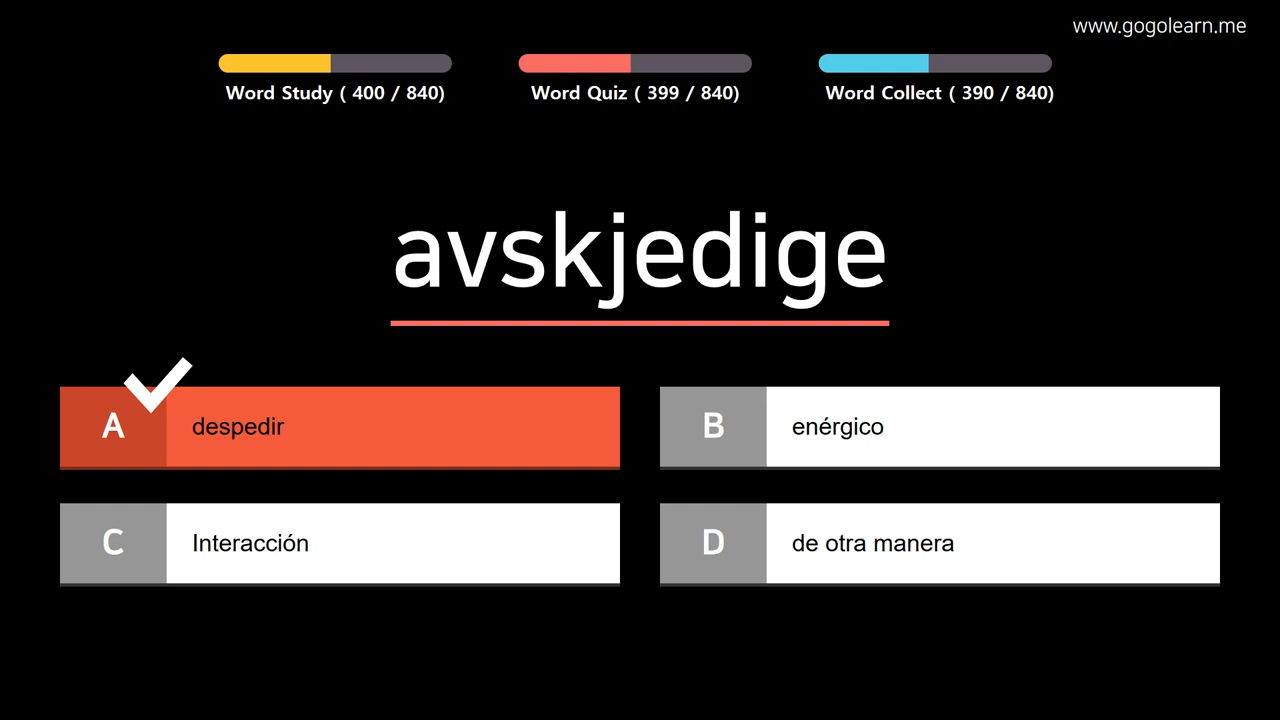 www.gogolearn.me
Word Study ( 400 / 840)
Word Quiz ( 399 / 840)
Word Collect ( 390 / 840)
avskjedige
A despedir
B enérgico
C Interacción
D de otra manera